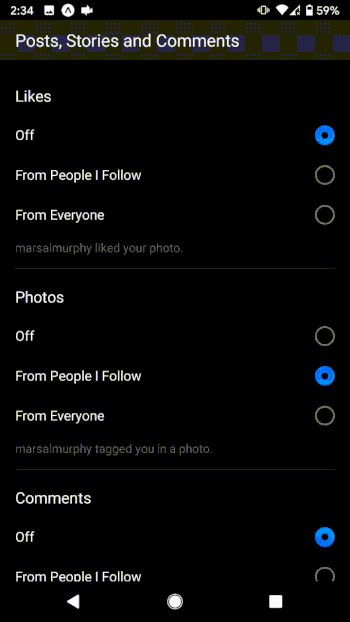 2:34
59%
Posts, Stories and Comments
Likes
Off
From People I Follow
From Everyone
marsalmurphy liked your photo.
Photos
Off
From People I Follow
From Everyone
marsalmurphy tagged you in a photo.
Comments
Off
From People I Follow